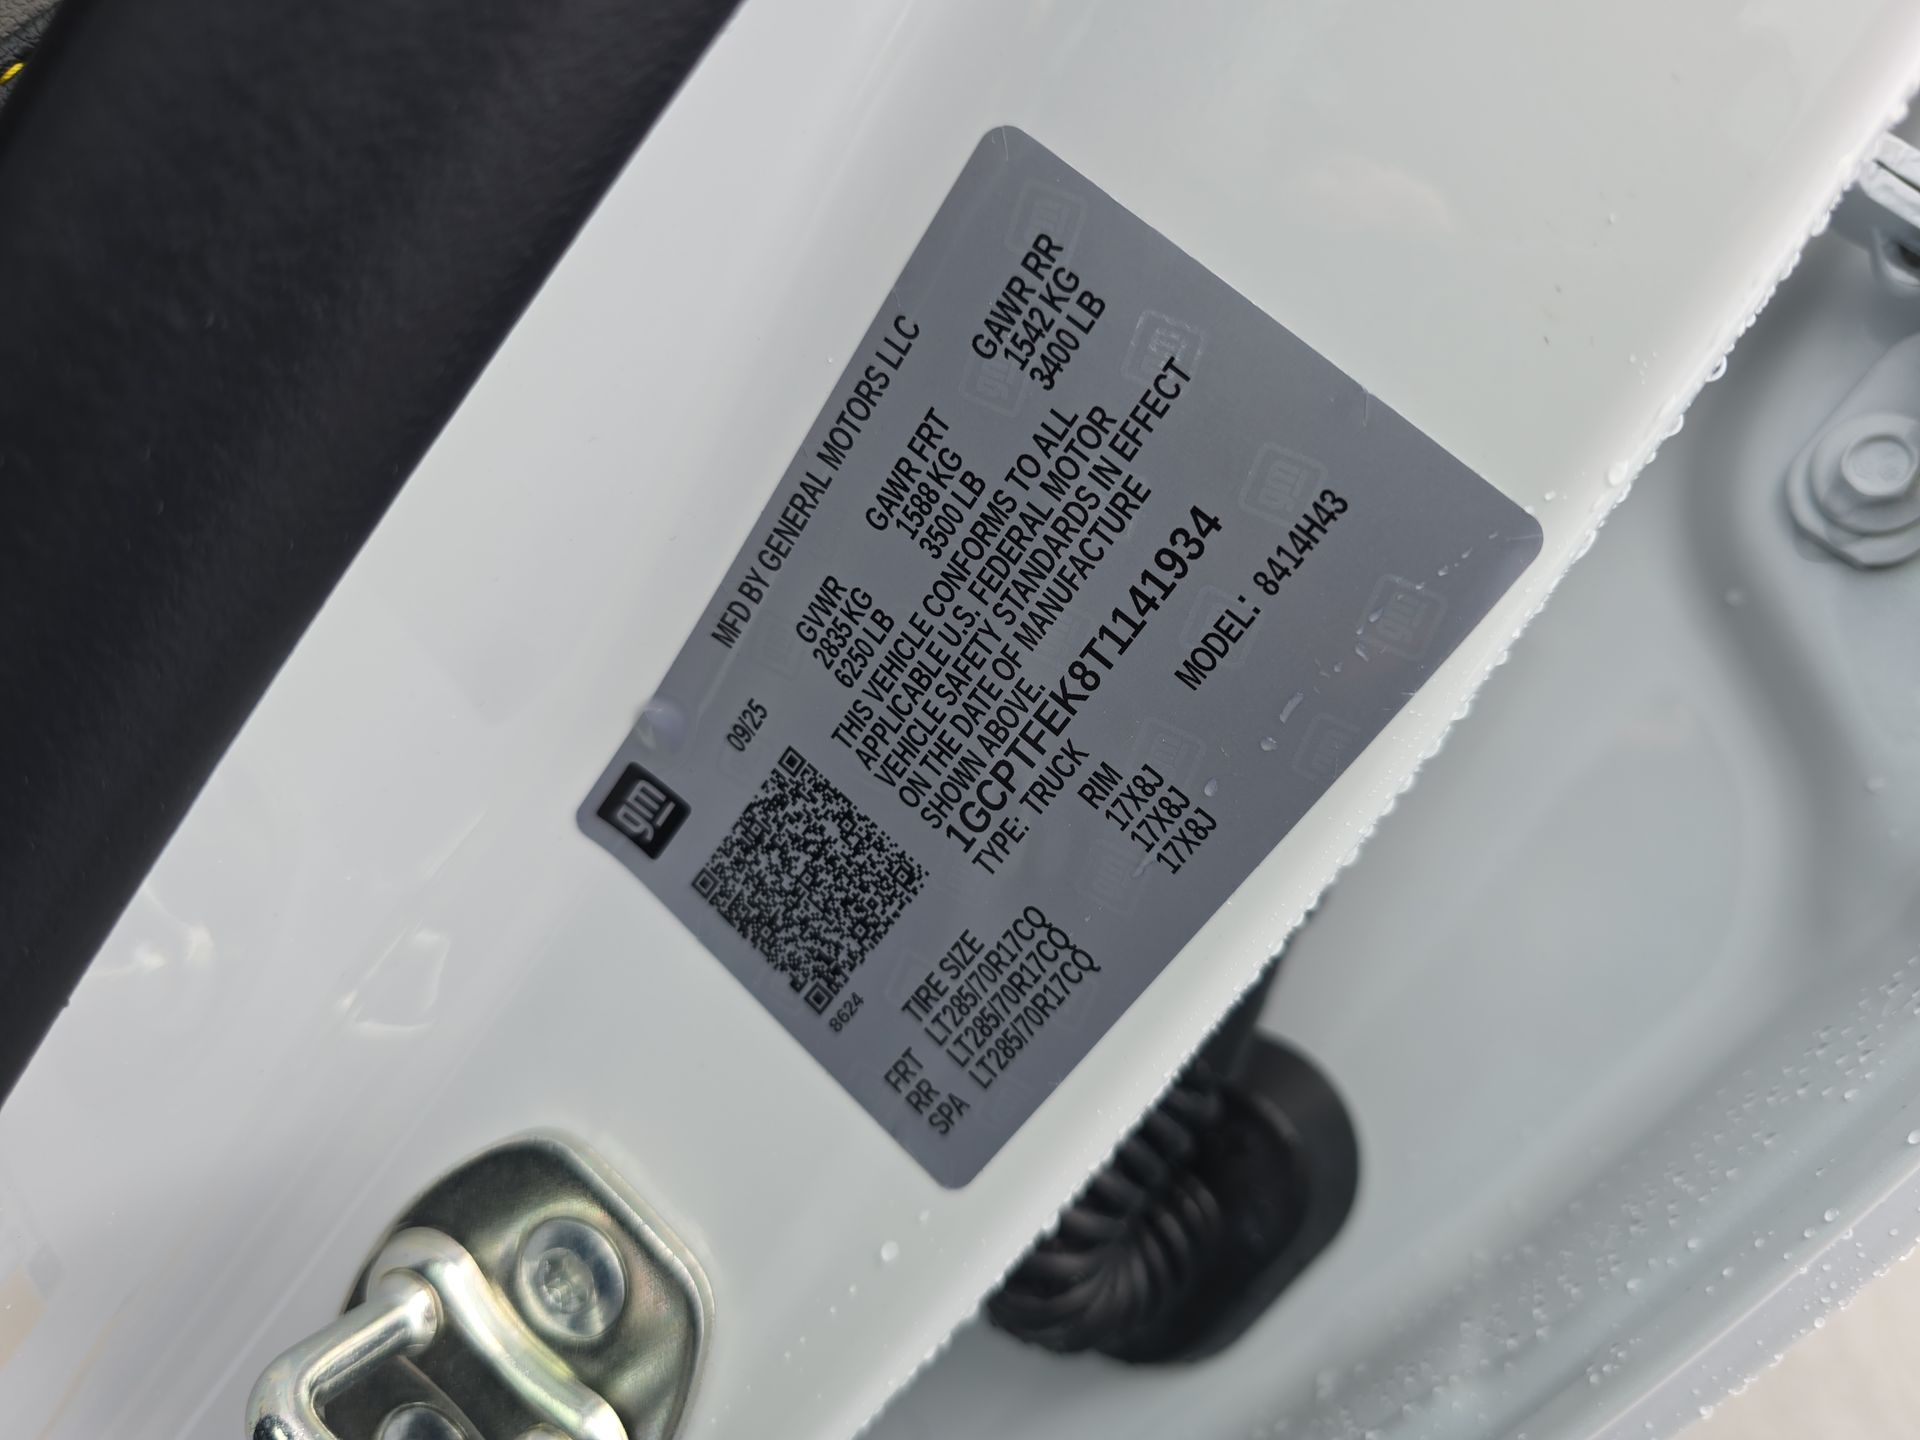 gm
MFD BY GENERAL MOTORS LLC
09/25
GVWR GAWR FRT GAWR RR
2835 KG 1588 KG 1542 KG
6250 LB 3500 LB 3400 LB
THIS VEHICLE CONFORMS TO ALL
APPLICABLE U.S. FEDERAL MOTOR
VEHICLE SAFETY STANDARDS IN EFFECT
ON THE DATE OF MANUFACTURE
SHOWN ABOVE.
1GCPTFEK8T1141934
TYPE: TRUCK MODEL: 8414H43
8624
TIRE SIZE RIM
FRT LT285/70R17CQ 17X8J
RR LT285/70R17CQ 17X8J
SPA LT285/70R17CQ 17X8J